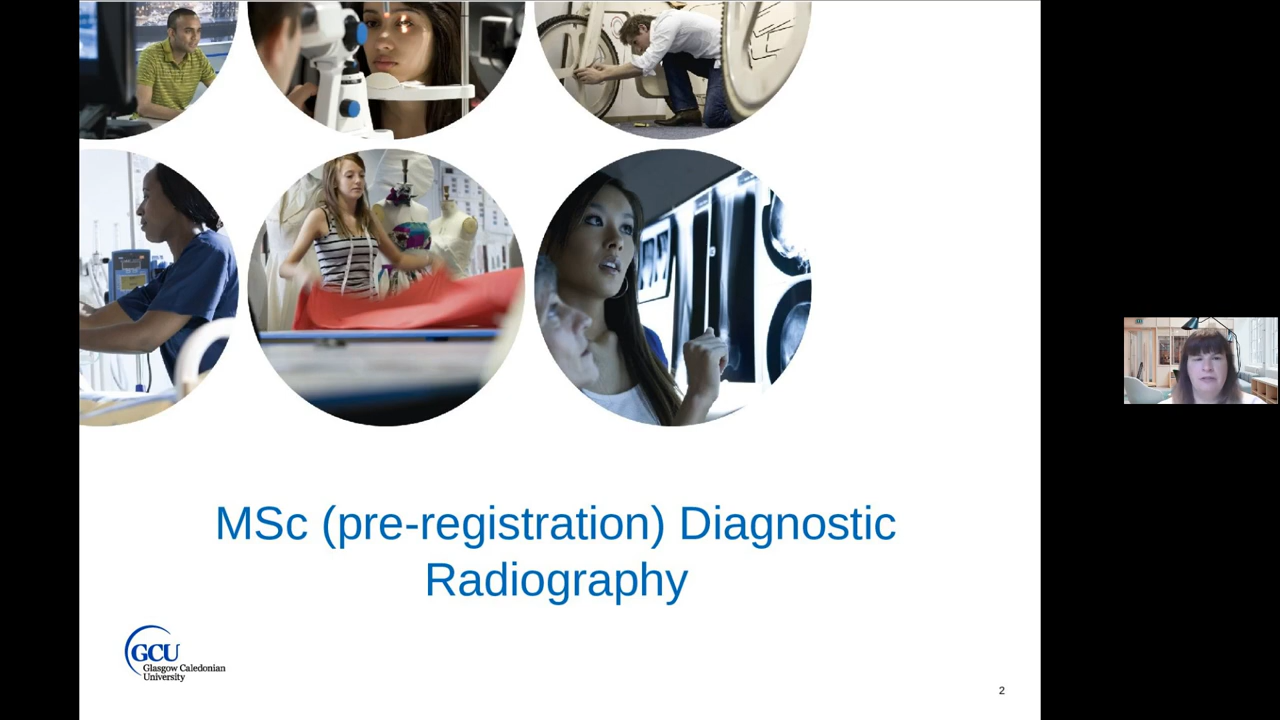 MSc (pre-registration) Diagnostic
Radiography
GCU
Glasgow Caledonian
University
2